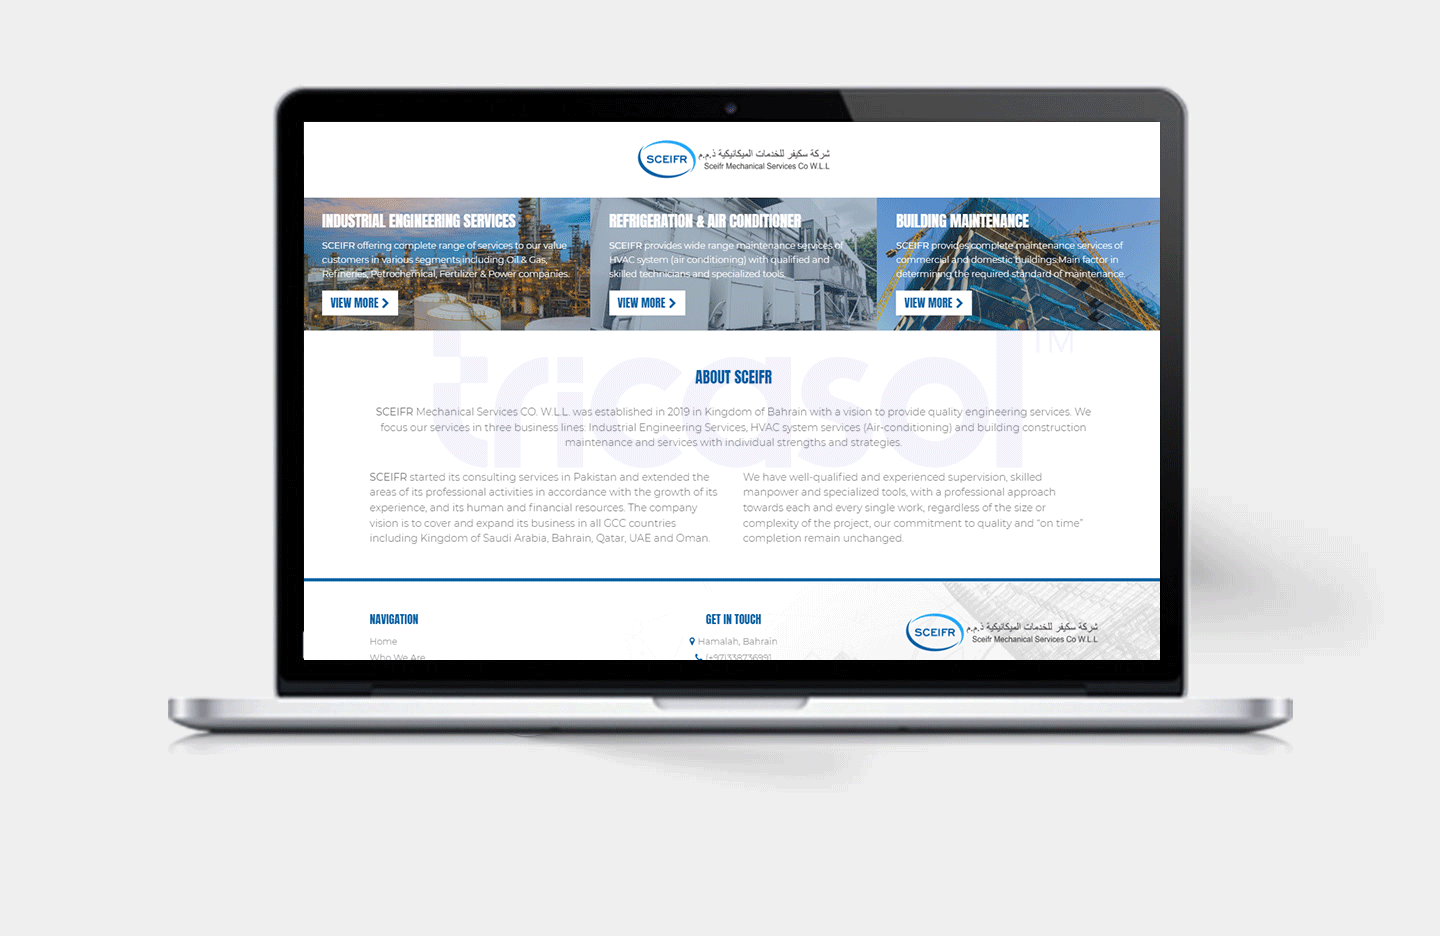 SCEIFR
شركة سكيفر للخدمات الميكانيكية ذ.م.م
Sceifr Mechanical Services Co W.L.L
INDUSTRIAL ENGINEERING SERVICES
SCEIFR offering complete range of services to our value
customers in various segments including Oil & Gas,
Refineries, Petrochemical, Fertilizer & Power companies.
VIEW MORE
REFRIGERATION & AIR CONDITIONER
SCEIFR provides wide range maintenance services of
HVAC system (air conditioning) with qualified and
skilled technicians and specialized tools.
VIEW MORE
BUILDING MAINTENANCE
SCEIFR provides complete maintenance services of
commercial and domestic buildings.Main factor in
determining the required standard of maintenance.
VIEW MORE
tricasol TM
ABOUT SCEIFR
SCEIFR Mechanical Services CO. W.L.L. was established in 2019 in Kingdom of Bahrain with a vision to provide quality engineering services. We
focus our services in three business lines: Industrial Engineering Services, HVAC system services (Air-conditioning) and building construction
maintenance and services with individual strengths and strategies.
SCEIFR started its consulting services in Pakistan and extended the
areas of its professional activities in accordance with the growth of its
experience, and its human and financial resources. The company
vision is to cover and expand its business in all GCC countries
including Kingdom of Saudi Arabia, Bahrain, Qatar, UAE and Oman.
We have well-qualified and experienced supervision, skilled
manpower and specialized tools, with a professional approach
towards each and every single work, regardless of the size or
complexity of the project, our commitment to quality and “on time”
completion remain unchanged.
NAVIGATION
Home
Who We Are
GET IN TOUCH
Hamalah, Bahrain
(+97)338736991
SCEIFR
شركة سكيفر للخدمات الميكانيكية ذ.م.م
Sceifr Mechanical Services Co W.L.L